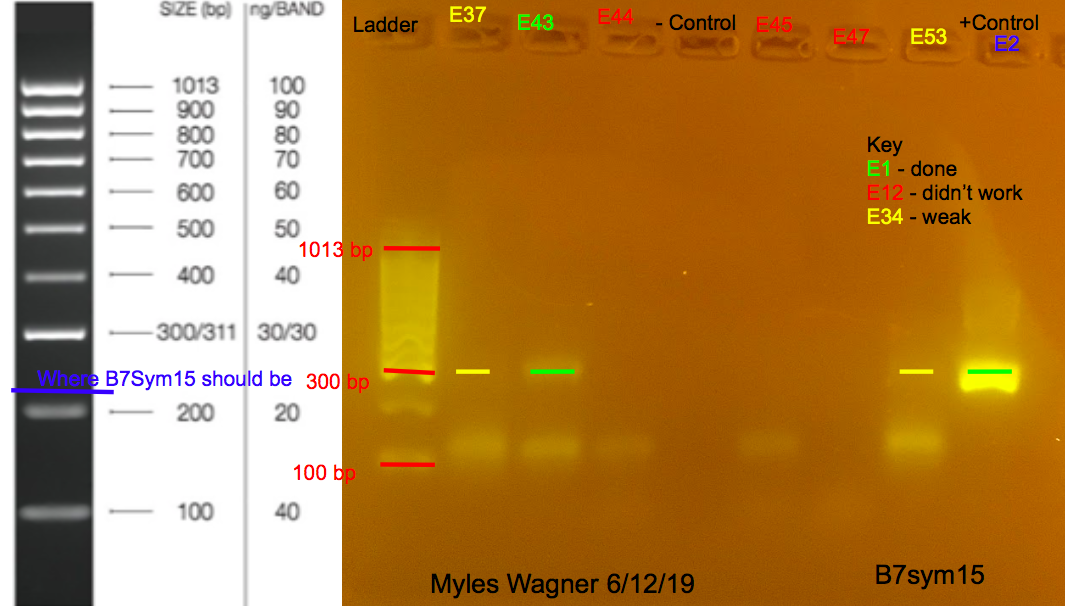 SIZE (bp) ng/BAND
1013 100
900 90
800 80
700 70
600 60
500 50
400 40
300/311 30/30
Where B7Sym15 should be
200 20
100 40
Ladder E37 E43 E44 - Control E45 E47 E53 +Control
E2
Key
E1 - done
E12 - didn't work
E34 - weak
1013 bp
300 bp
100 bp
Myles Wagner 6/12/19
B7sym15